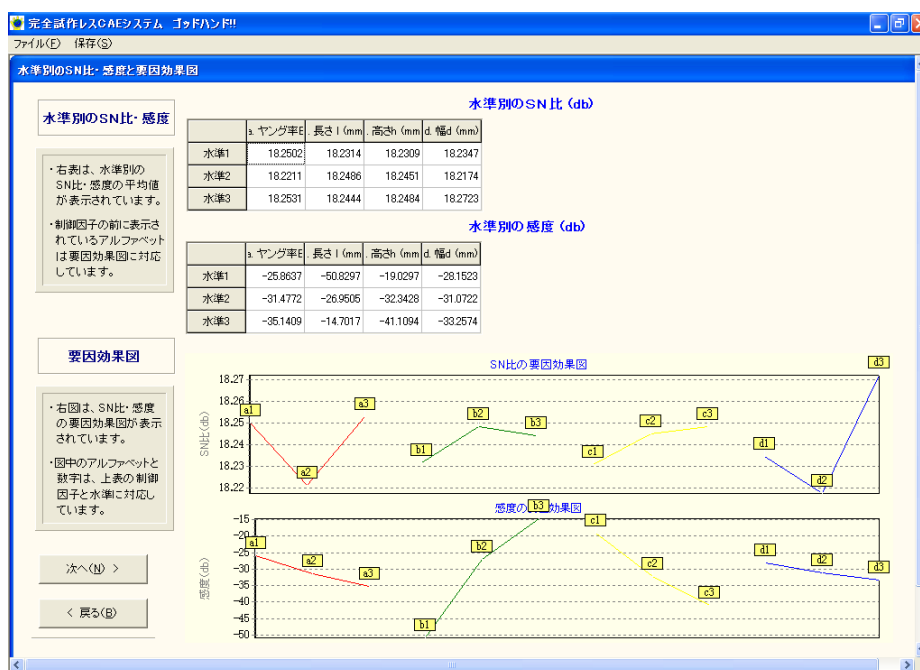 完全試作レスCAEシステム ゴッドハンド!!
ファイル(F) 保存(S)
水準別のSN比・感度と要因効果図
水準別のSN比・感度
・右表は、水準別の
SN比・感度の平均値
が表示されています。
・制御因子の前に表示さ
れているアルファベット
は要因効果図に対応
しています。
水準別のSN比 (db)
a. ヤング率E . 長さ l (mm . 高さh (mm d. 幅d (mm)
水準1 18.2502 18.2314 18.2309 18.2347
水準2 18.2211 18.2486 18.2451 18.2174
水準3 18.2531 18.2444 18.2484 18.2723
水準別の感度 (db)
a. ヤング率E . 長さ l (mm . 高さh (mm d. 幅d (mm)
水準1 -25.8637 -50.8297 -19.0297 -28.1523
水準2 -31.4772 -26.9505 -32.3428 -31.0722
水準3 -35.1409 -14.7017 -41.1094 -33.2574
要因効果図
・右図は、SN比・感度
の要因効果図が表示
されています。
・図中のアルファベットと
数字は、上表の制御
因子と水準に対応し
ています。
次へ(N) >
< 戻る(B)
SN比の要因効果図
SN比(db)
18.27
18.26
18.25
18.24
18.23
18.22
a1 a2 a3 b1 b2 b3 c1 c2 c3 d1 d2 d3
感度の 効果図
感度(db)
-15
-20
-25
-30
-35
-40
-45
-50
a1 a2 a3 b1 b2 b3 c1 c2 c3 d1 d2 d3